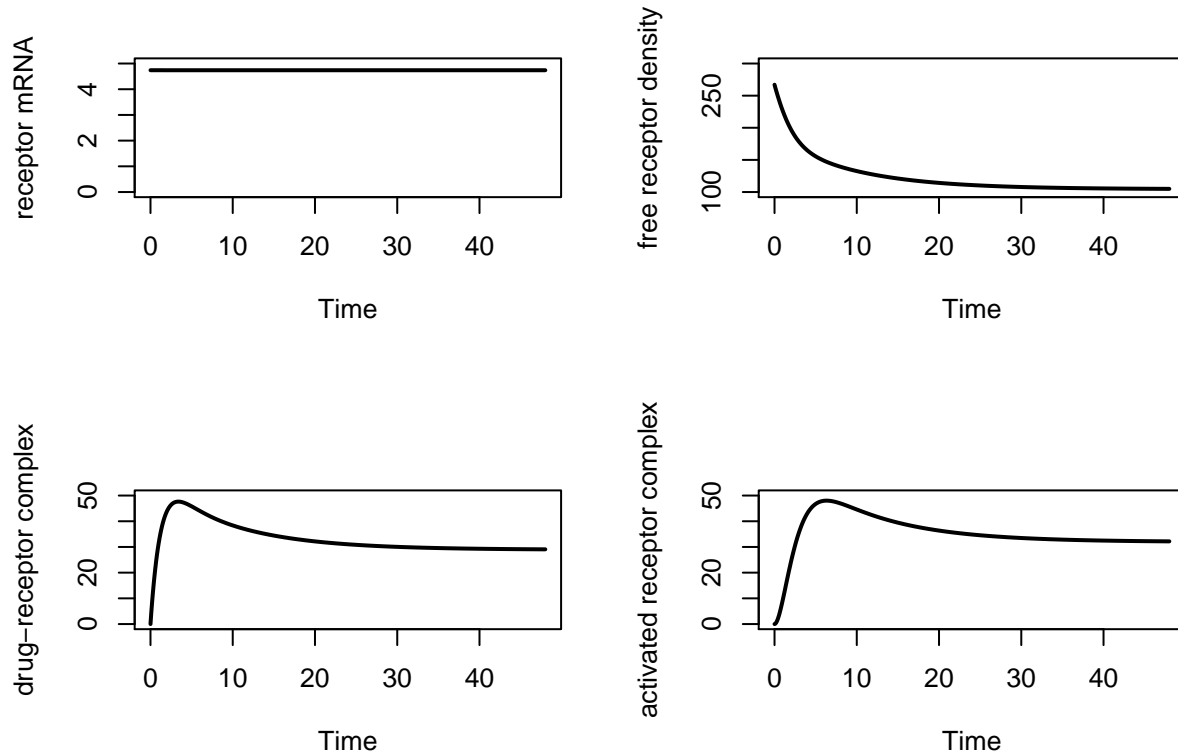 receptor mRNA
0 2 4
0 10 20 30 40
Time
free receptor density
100 250
0 10 20 30 40
Time
drug−receptor complex
0 20 50
0 10 20 30 40
Time
activated receptor complex
0 20 50
0 10 20 30 40
Time